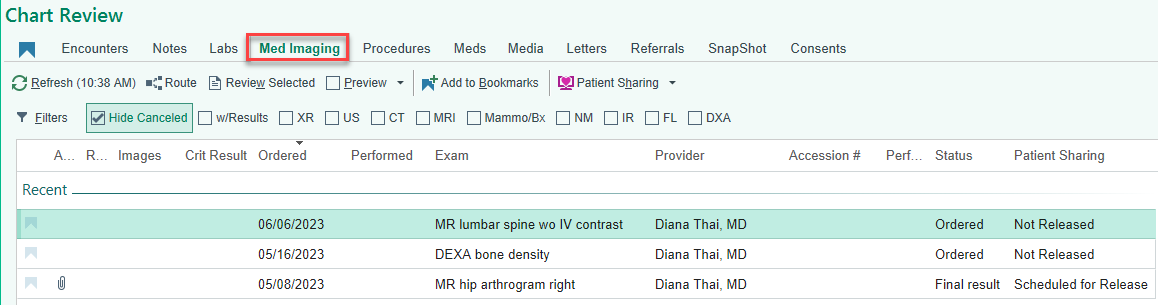 Chart Review
Encounters Notes Labs Med Imaging Procedures Meds Media Letters Referrals SnapShot Consents
Refresh (10:38 AM) Route Review Selected Preview Add to Bookmarks Patient Sharing
Filters Hide Canceled w/Results XR US CT MRI Mammo/Bx NM IR FL DXA
A... R... Images Crit Result Ordered Performed Exam Provider Accession # Perf... Status Patient Sharing
Recent
06/06/2023 MR lumbar spine wo IV contrast Diana Thai, MD Ordered Not Released
05/16/2023 DEXA bone density Diana Thai, MD Ordered Not Released
05/08/2023 MR hip arthrogram right Diana Thai, MD Final result Scheduled for Release